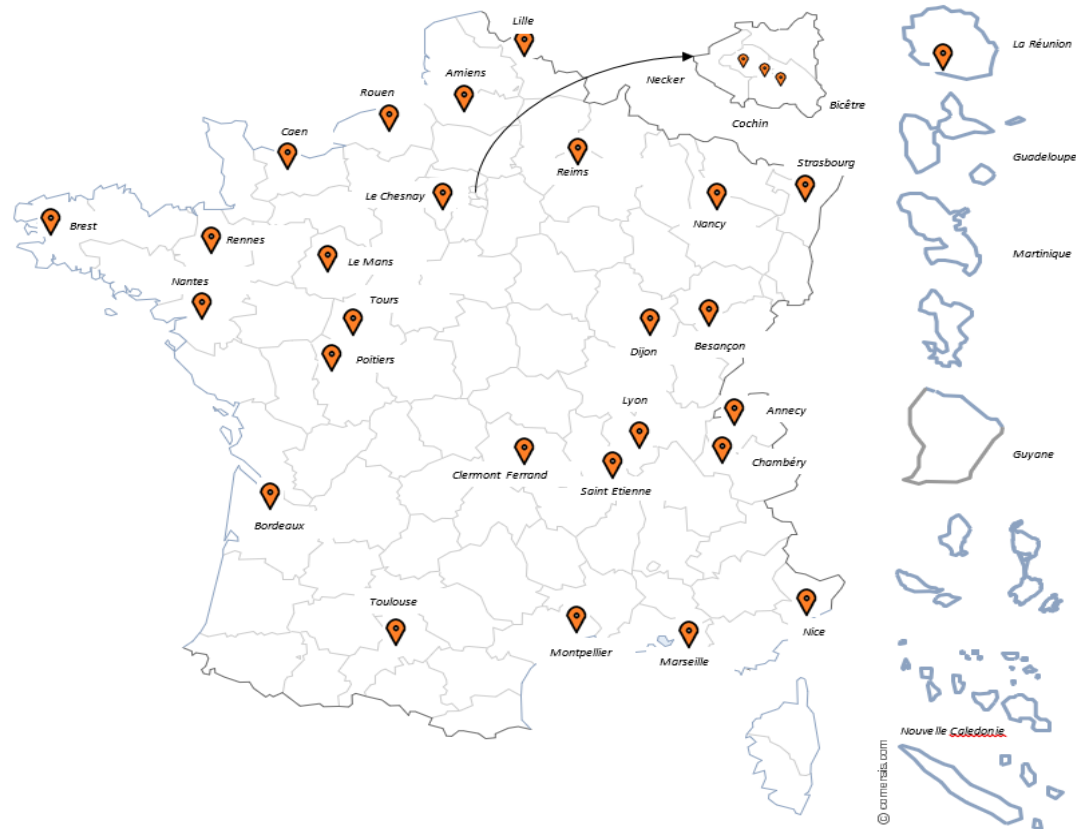 Lille
La Réunion
Amiens
Necker
Rouen
Bicêtre
Cochin
Caen
Guadeloupe
Strasbourg
Reims
Le Chesnay
Nancy
Brest
Rennes
Le Mans
Martinique
Nantes
Tours
Dijon
Besançon
Poitiers
Lyon
Annecy
Guyane
Chambéry
Clermont Ferrand
Saint Etienne
Bordeaux
Toulouse
Nice
Montpellier
Marseille
Nouvelle Caledonie
© comersis.com